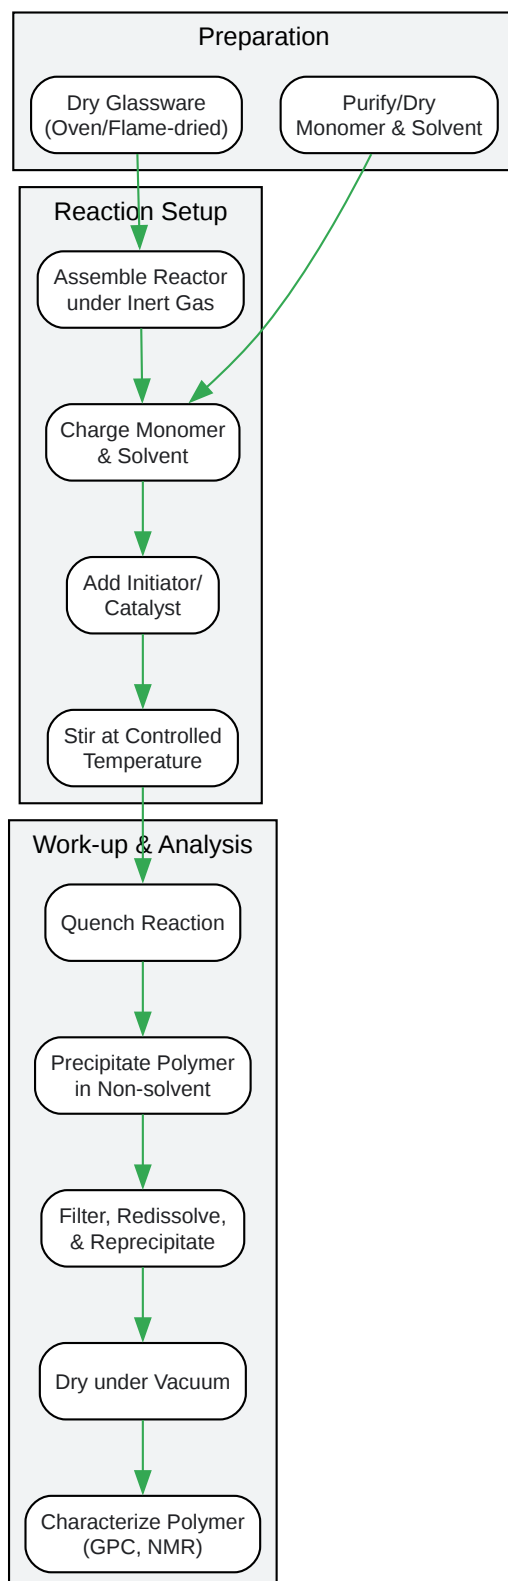 Preparation
Dry Glassware
(Oven/Flame-dried)
Purify/Dry
Monomer & Solvent
Reaction Setup
Assemble Reactor
under Inert Gas
Charge Monomer
& Solvent
Add Initiator/
Catalyst
Stir at Controlled
Temperature
Work-up & Analysis
Quench Reaction
Precipitate Polymer
in Non-solvent
Filter, Redissolve,
& Reprecipitate
Dry under Vacuum
Characterize Polymer
(GPC, NMR)